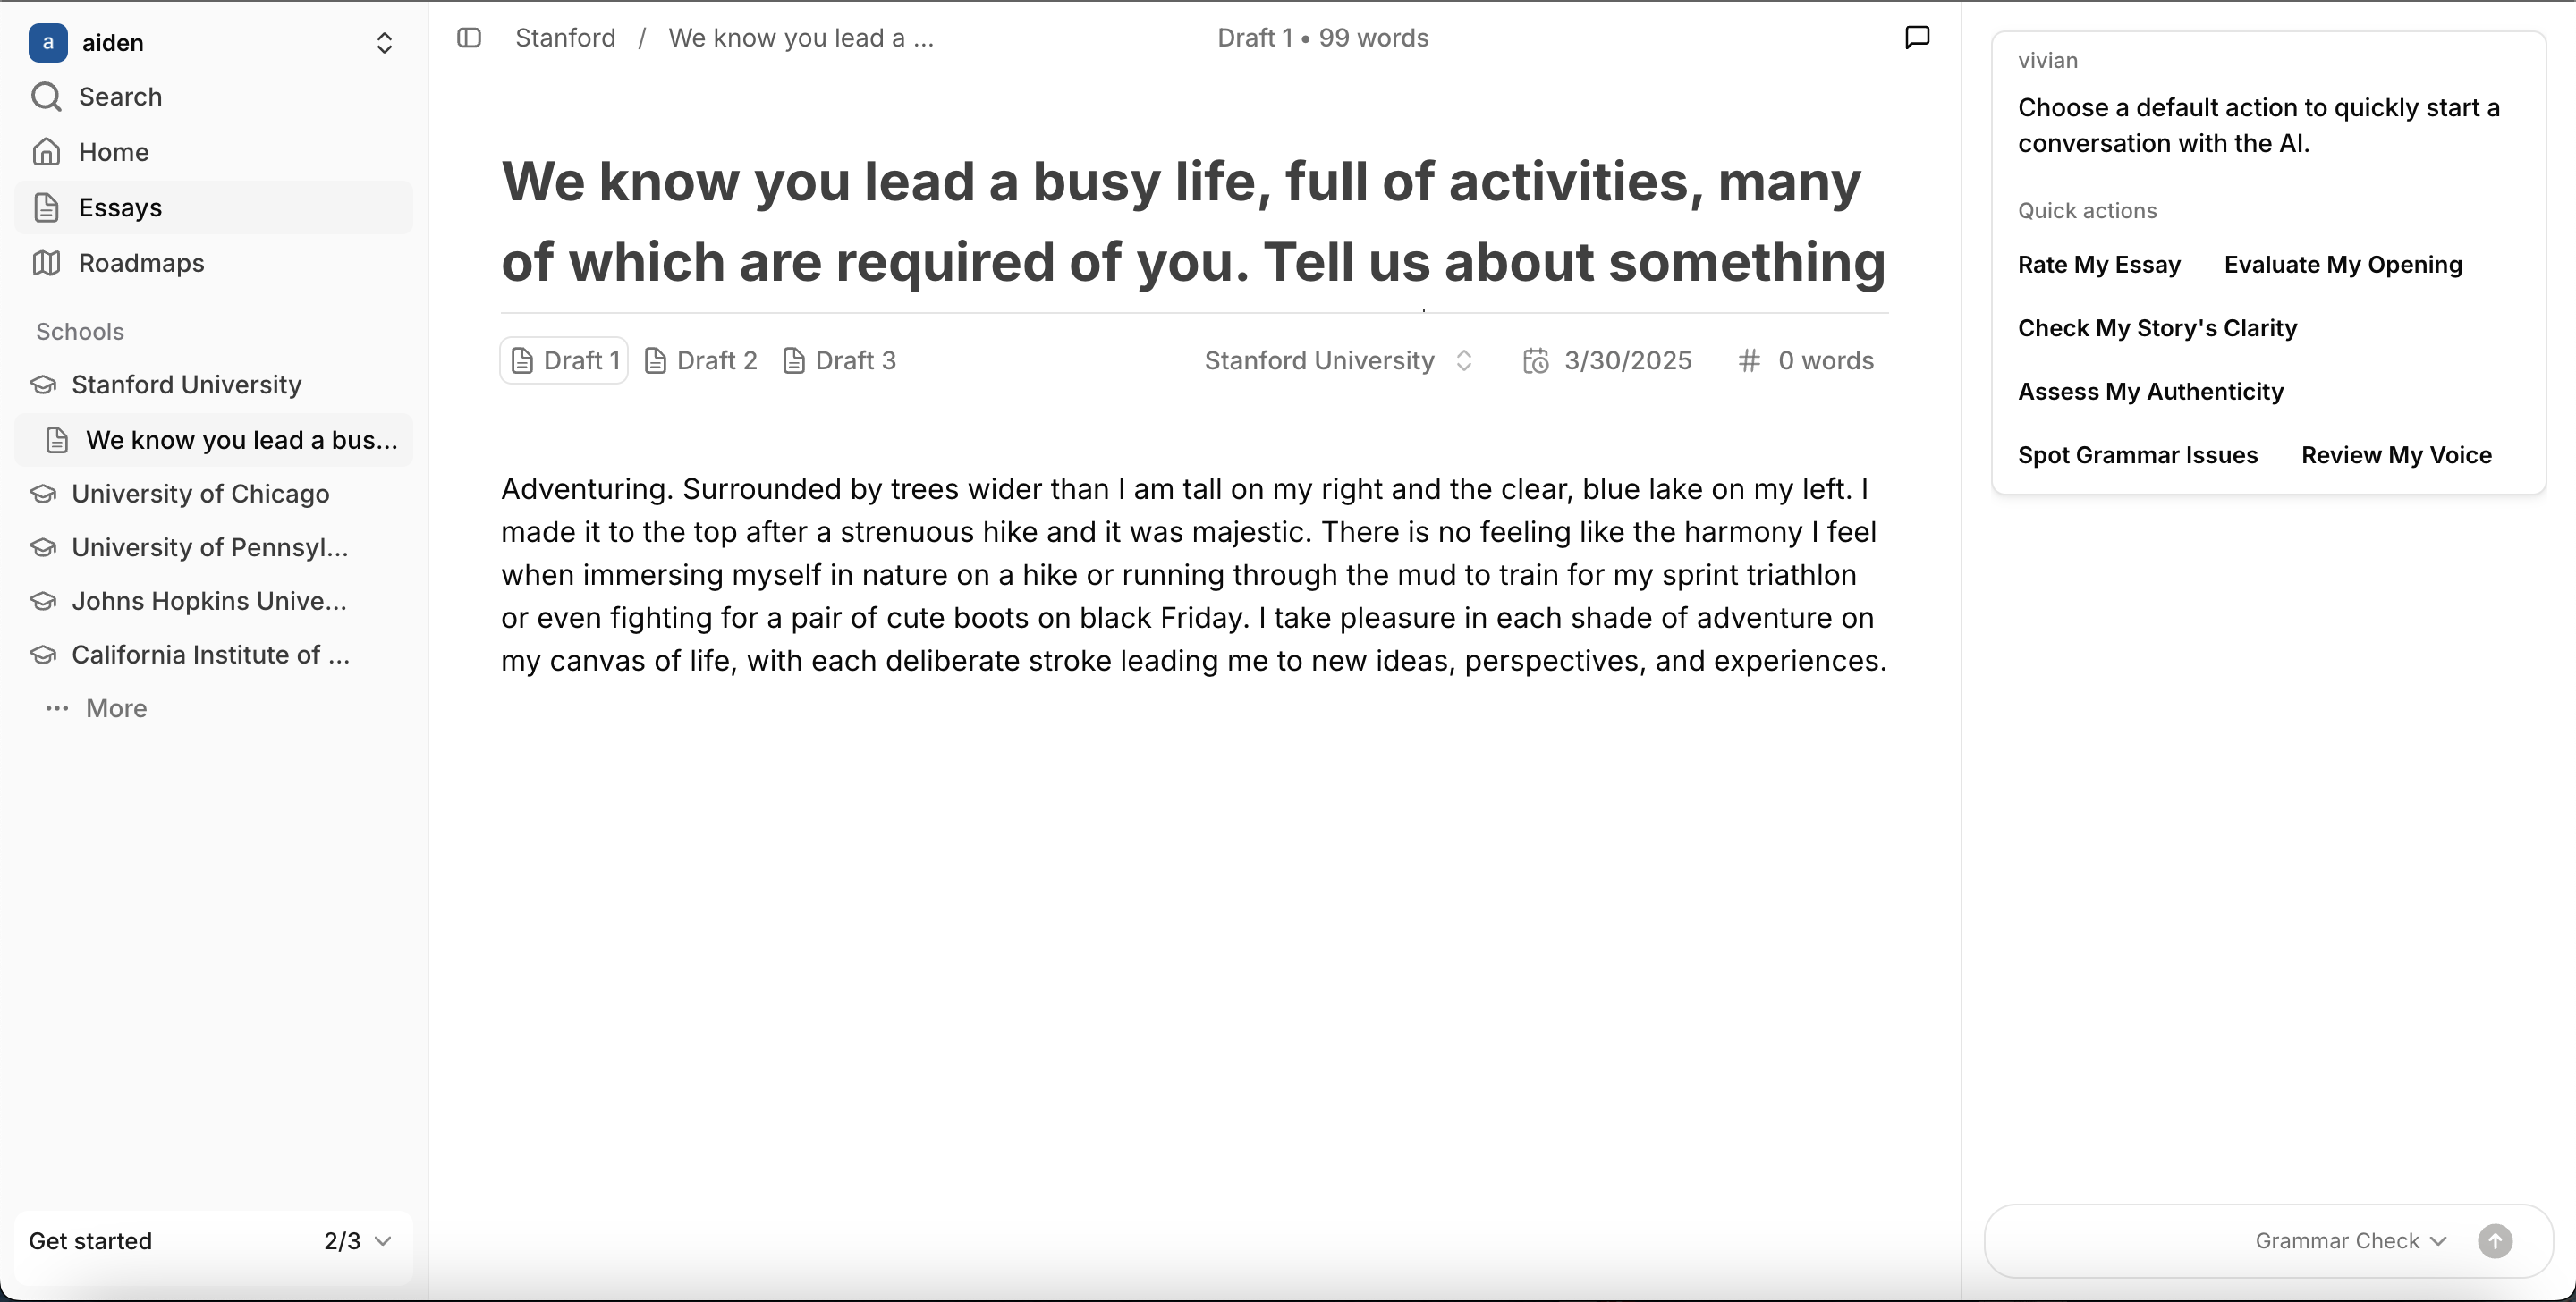 a aiden
Search
Home
Essays
Roadmaps
Schools
Stanford University
We know you lead a bus...
University of Chicago
University of Pennsyl...
Johns Hopkins Unive...
California Institute of ...
More
Get started 2/3
Stanford / We know you lead a ...
Draft 1 • 99 words
We know you lead a busy life, full of activities, many
of which are required of you. Tell us about something
Draft 1 Draft 2 Draft 3
Stanford University 3/30/2025 # 0 words
Adventuring. Surrounded by trees wider than I am tall on my right and the clear, blue lake on my left. I
made it to the top after a strenuous hike and it was majestic. There is no feeling like the harmony I feel
when immersing myself in nature on a hike or running through the mud to train for my sprint triathlon
or even fighting for a pair of cute boots on black Friday. I take pleasure in each shade of adventure on
my canvas of life, with each deliberate stroke leading me to new ideas, perspectives, and experiences.
vivian
Choose a default action to quickly start a
conversation with the AI.
Quick actions
Rate My Essay Evaluate My Opening
Check My Story's Clarity
Assess My Authenticity
Spot Grammar Issues Review My Voice
Grammar Check